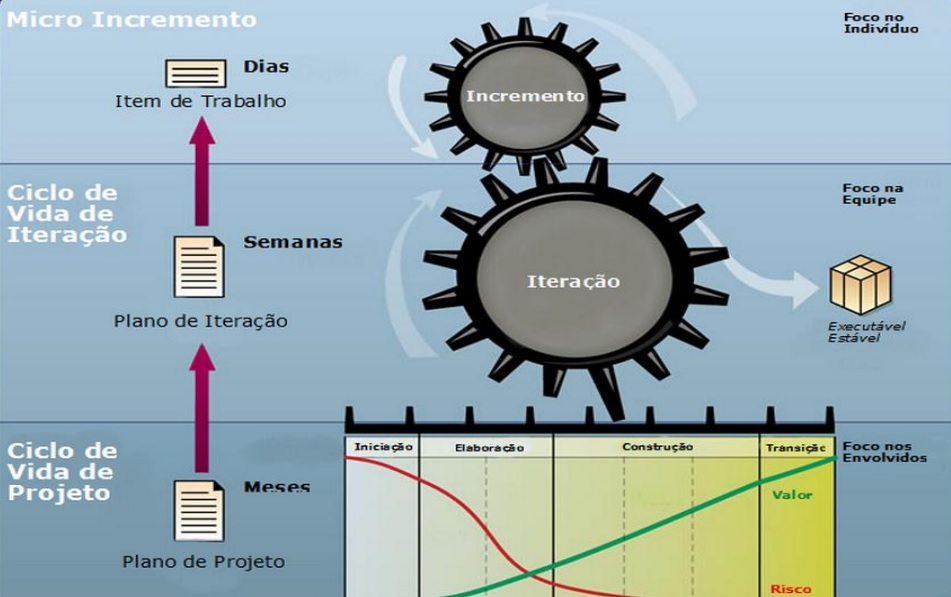 Micro Incremento
Foco no
Indivíduo
Dias
Item de Trabalho
Incremento
Ciclo de
Vida de
Iteração
Foco na
Equipe
Semanas
Plano de Iteração
Iteração
Executável
Estável
Ciclo de
Vida de
Projeto
Iniciação
Elaboração
Construção
Transição
Foco nos
Envolvidos
Meses
Plano de Projeto
Valor
Risco